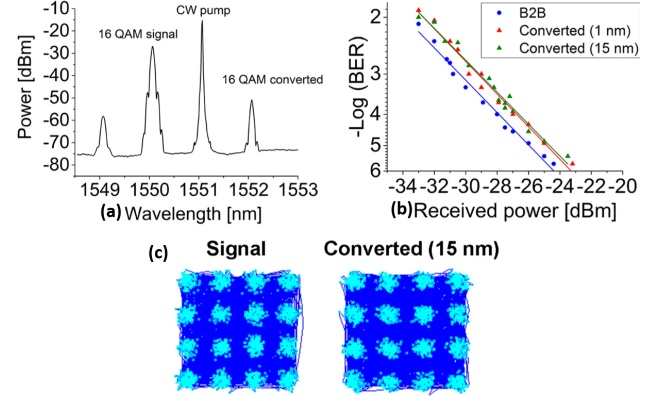 (a)
-10
-20
-30
-40
-50
-60
-70
-80
Power [dBm]
CW pump
16 QAM signal
16 QAM converted
1549 1550 1551 1552 1553
Wavelength [nm]
2
3
4
5
6
-Log (BER)
B2B
Converted (1 nm)
Converted (15 nm)
-34 -32 -30 -28 -26 -24 -22 -20
(b) Received power [dBm]
(c) Signal Converted (15 nm)